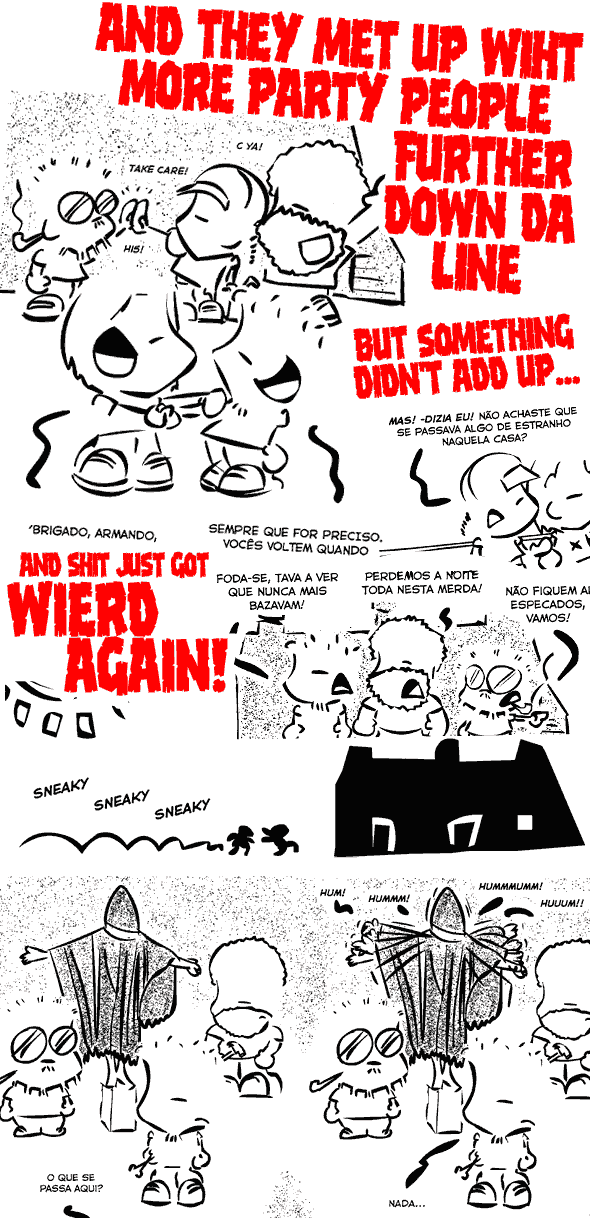 AND THEY MET UP WIHT
MORE PARTY PEOPLE
FURTHER
DOWN DA
LINE
C YA!
TAKE CARE!
HIS!
BUT SOMETHING
DIDN'T ADD UP...
MAS! -DIZIA EU! NÃO ACHASTE QUE
SE PASSAVA ALGO DE ESTRANHO
NAQUELA CASA?
'BRIGADO, ARMANDO,
SEMPRE QUE FOR PRECISO.
VOCÊS VOLTEM QUANDO
AND SHIT JUST GOT
WIERD
AGAIN!
FODA-SE, TAVA A VER
QUE NUNCA MAIS
BAZAVAM!
PERDEMOS A NOITE
TODA NESTA MERDA!
NÃO FIQUEM AÍ
ESPECADOS,
VAMOS!
SNEAKY
SNEAKY
SNEAKY
HUM!
HUMMM!
HUMMMUMM!
HUUUM!!
O QUE SE
PASSA AQUI?
NADA...